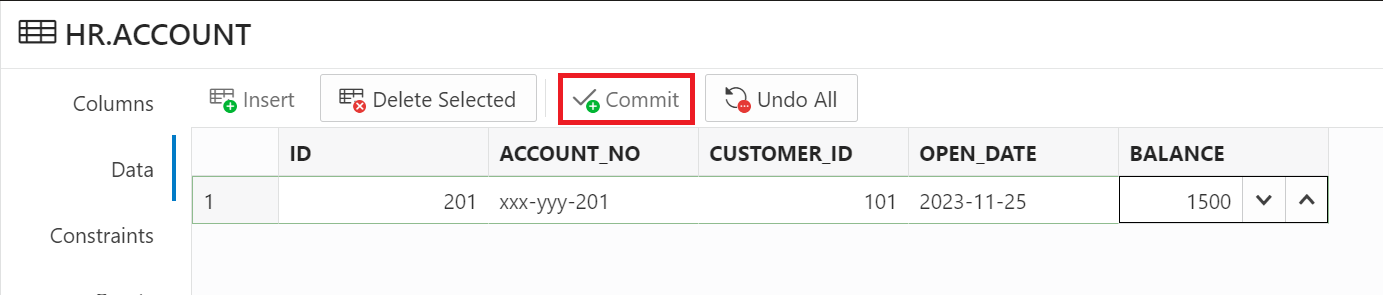 HR.ACCOUNT
Columns
Insert
Delete Selected
Commit
Undo All
Data
ID ACCOUNT_NO CUSTOMER_ID OPEN_DATE BALANCE
1 201 xxx-yyy-201 101 2023-11-25 1500
Constraints